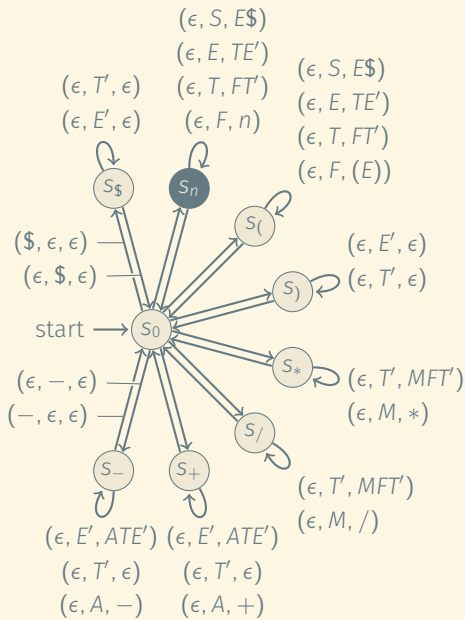 (ϵ, S, E$)
(ϵ, E, TE′)
(ϵ, T, FT′)
(ϵ, F, n)
(ϵ, S, E$)
(ϵ, E, TE′)
(ϵ, T, FT′)
(ϵ, F, (E))
(ϵ, T′, ϵ)
(ϵ, E′, ϵ)
S$
Sn
S(
($, ϵ, ϵ)
(ϵ, $, ϵ)
(ϵ, E′, ϵ)
(ϵ, T′, ϵ)
S)
start
S0
S*
(ϵ, T′, MFT′)
(ϵ, M, *)
(ϵ, −, ϵ)
(−, ϵ, ϵ)
S/
(ϵ, T′, MFT′)
(ϵ, M, /)
S−
S+
(ϵ, E′, ATE′)
(ϵ, T′, ϵ)
(ϵ, A, −)
(ϵ, E′, ATE′)
(ϵ, T′, ϵ)
(ϵ, A, +)